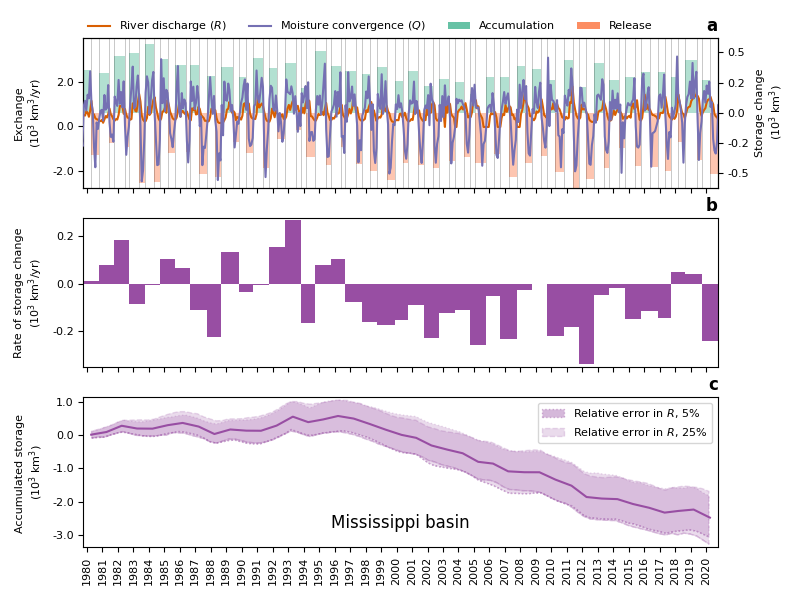 River discharge (R) Moisture convergence (Q) Accumulation Release a
Exchange
(10³ km³/yr)
2.0
0.0
-2.0
0.5
0.2
0.0
-0.2
-0.5
Storage change
(10³ km³)
b
Rate of storage change
(10³ km³/yr)
0.2
0.0
-0.2
c
Accumulated storage
(10³ km³)
1.0
0.0
-1.0
-2.0
-3.0
Relative error in R, 5%
Relative error in R, 25%
Mississippi basin
1980 1981 1982 1983 1984 1985 1986 1987 1988 1989 1990 1991 1992 1993 1994 1995 1996 1997 1998 1999 2000 2001 2002 2003 2004 2005 2006 2007 2008 2009 2010 2011 2012 2013 2014 2015 2016 2017 2018 2019 2020